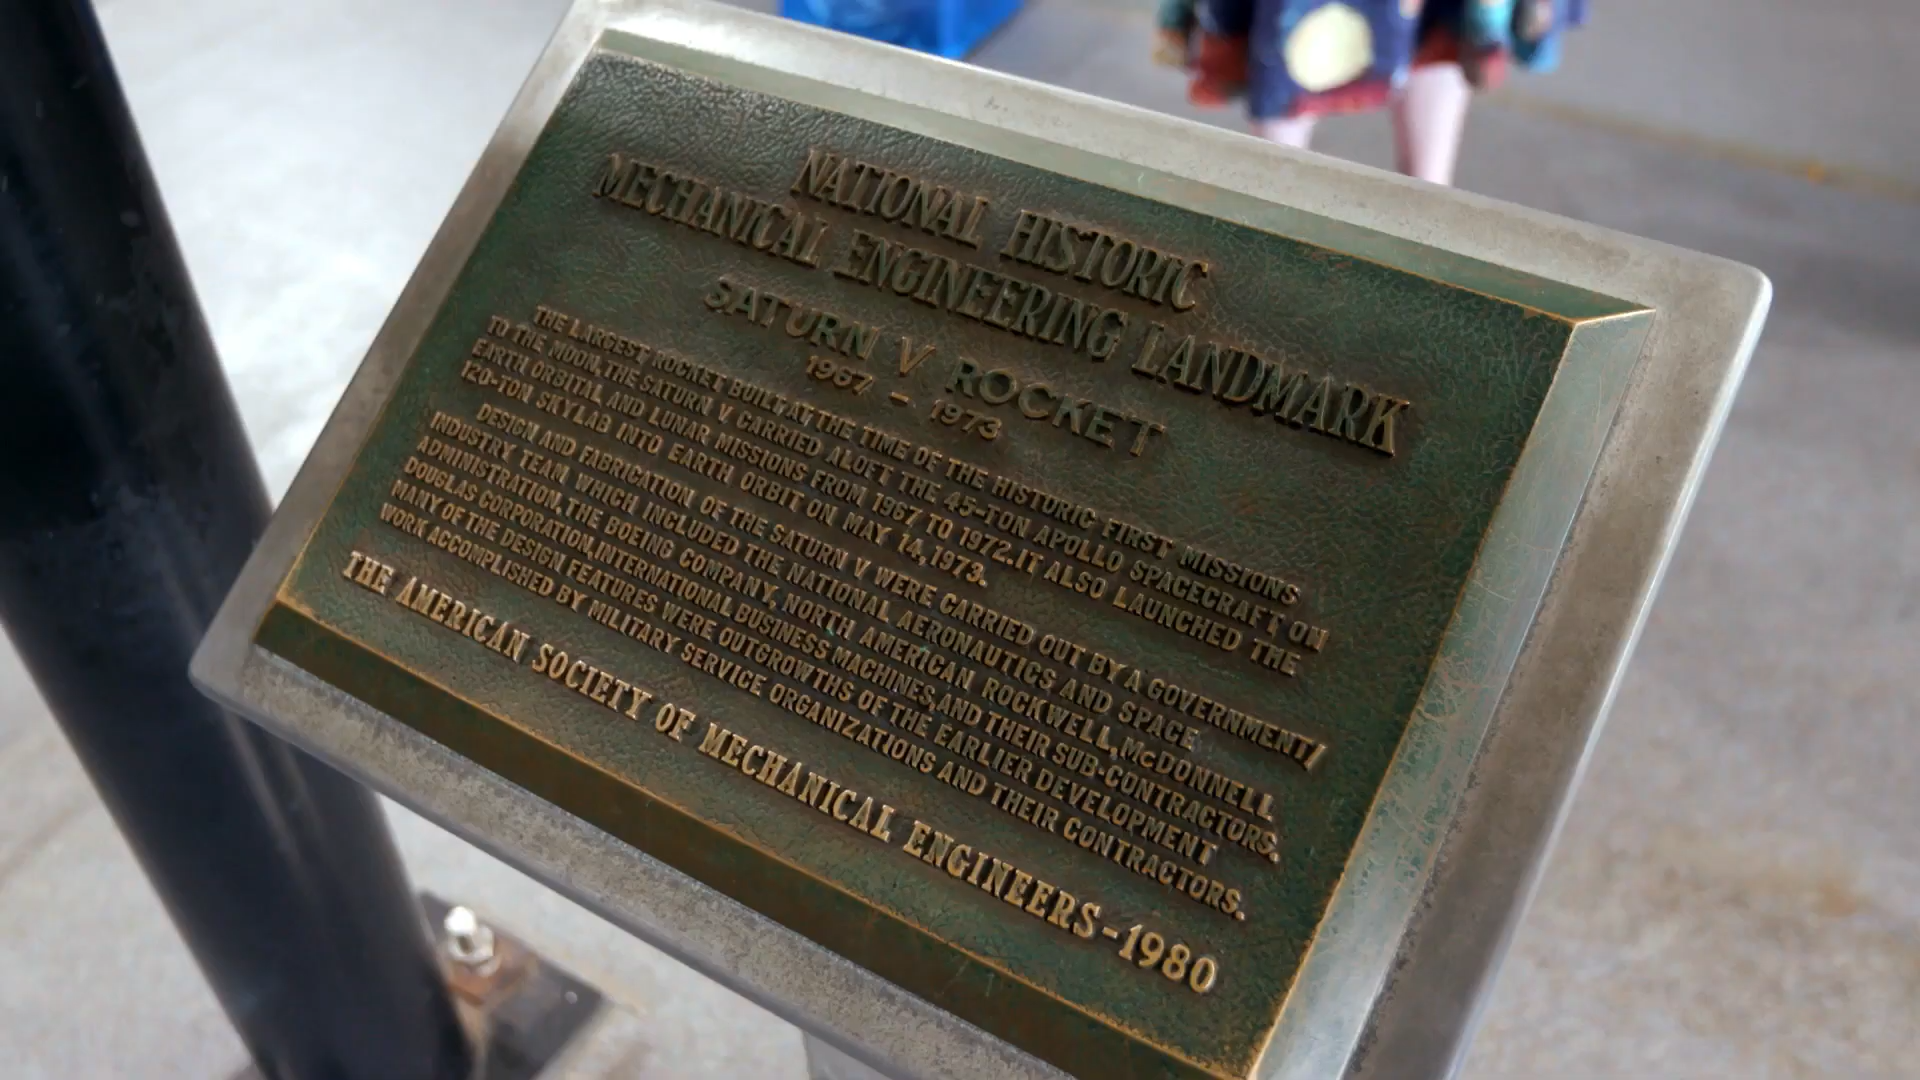 NATIONAL HISTORIC
MECHANICAL ENGINEERING LANDMARK
SATURN V ROCKET
1967 - 1973
THE LARGEST ROCKET BUILT AT THE TIME OF THE HISTORIC FIRST MISSIONS
TO THE MOON, THE SATURN V CARRIED ALOFT THE 45-TON APOLLO SPACECRAFT ON
EARTH ORBITAL AND LUNAR MISSIONS FROM 1967 TO 1972. IT ALSO LAUNCHED THE
120-TON SKYLAB INTO EARTH ORBIT ON MAY 14, 1973.
DESIGN AND FABRICATION OF THE SATURN V WERE CARRIED OUT BY A GOVERNMENT/
INDUSTRY TEAM WHICH INCLUDED THE NATIONAL AERONAUTICS AND SPACE
ADMINISTRATION, THE BOEING COMPANY, NORTH AMERICAN ROCKWELL, McDONNELL
DOUGLAS CORPORATION, INTERNATIONAL BUSINESS MACHINES, AND THEIR SUB-CONTRACTORS.
MANY OF THE DESIGN FEATURES WERE OUTGROWTHS OF THE EARLIER DEVELOPMENT
WORK ACCOMPLISHED BY MILITARY SERVICE ORGANIZATIONS AND THEIR CONTRACTORS.
THE AMERICAN SOCIETY OF MECHANICAL ENGINEERS-1980